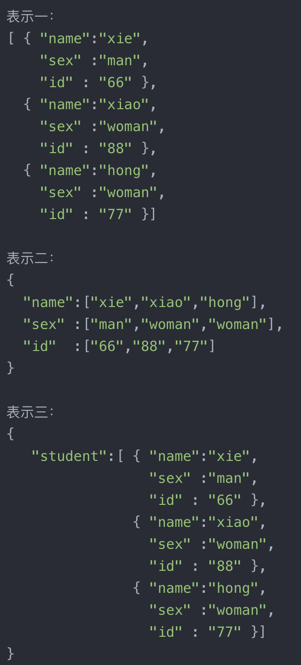 表示一:
[ { "name":"xie",
"sex" :"man",
"id" : "66" },
{ "name":"xiao",
"sex" :"woman",
"id" : "88" },
{ "name":"hong",
"sex" :"woman",
"id" : "77" }]
表示二:
{
"name":["xie","xiao","hong"],
"sex" :["man","woman","woman"],
"id"  :["66","88","77"]
}
表示三:
{
"student":[ { "name":"xie",
"sex" :"man",
"id" : "66" },
{ "name":"xiao",
"sex" :"woman",
"id" : "88" },
{ "name":"hong",
"sex" :"woman",
"id" : "77" }]
}